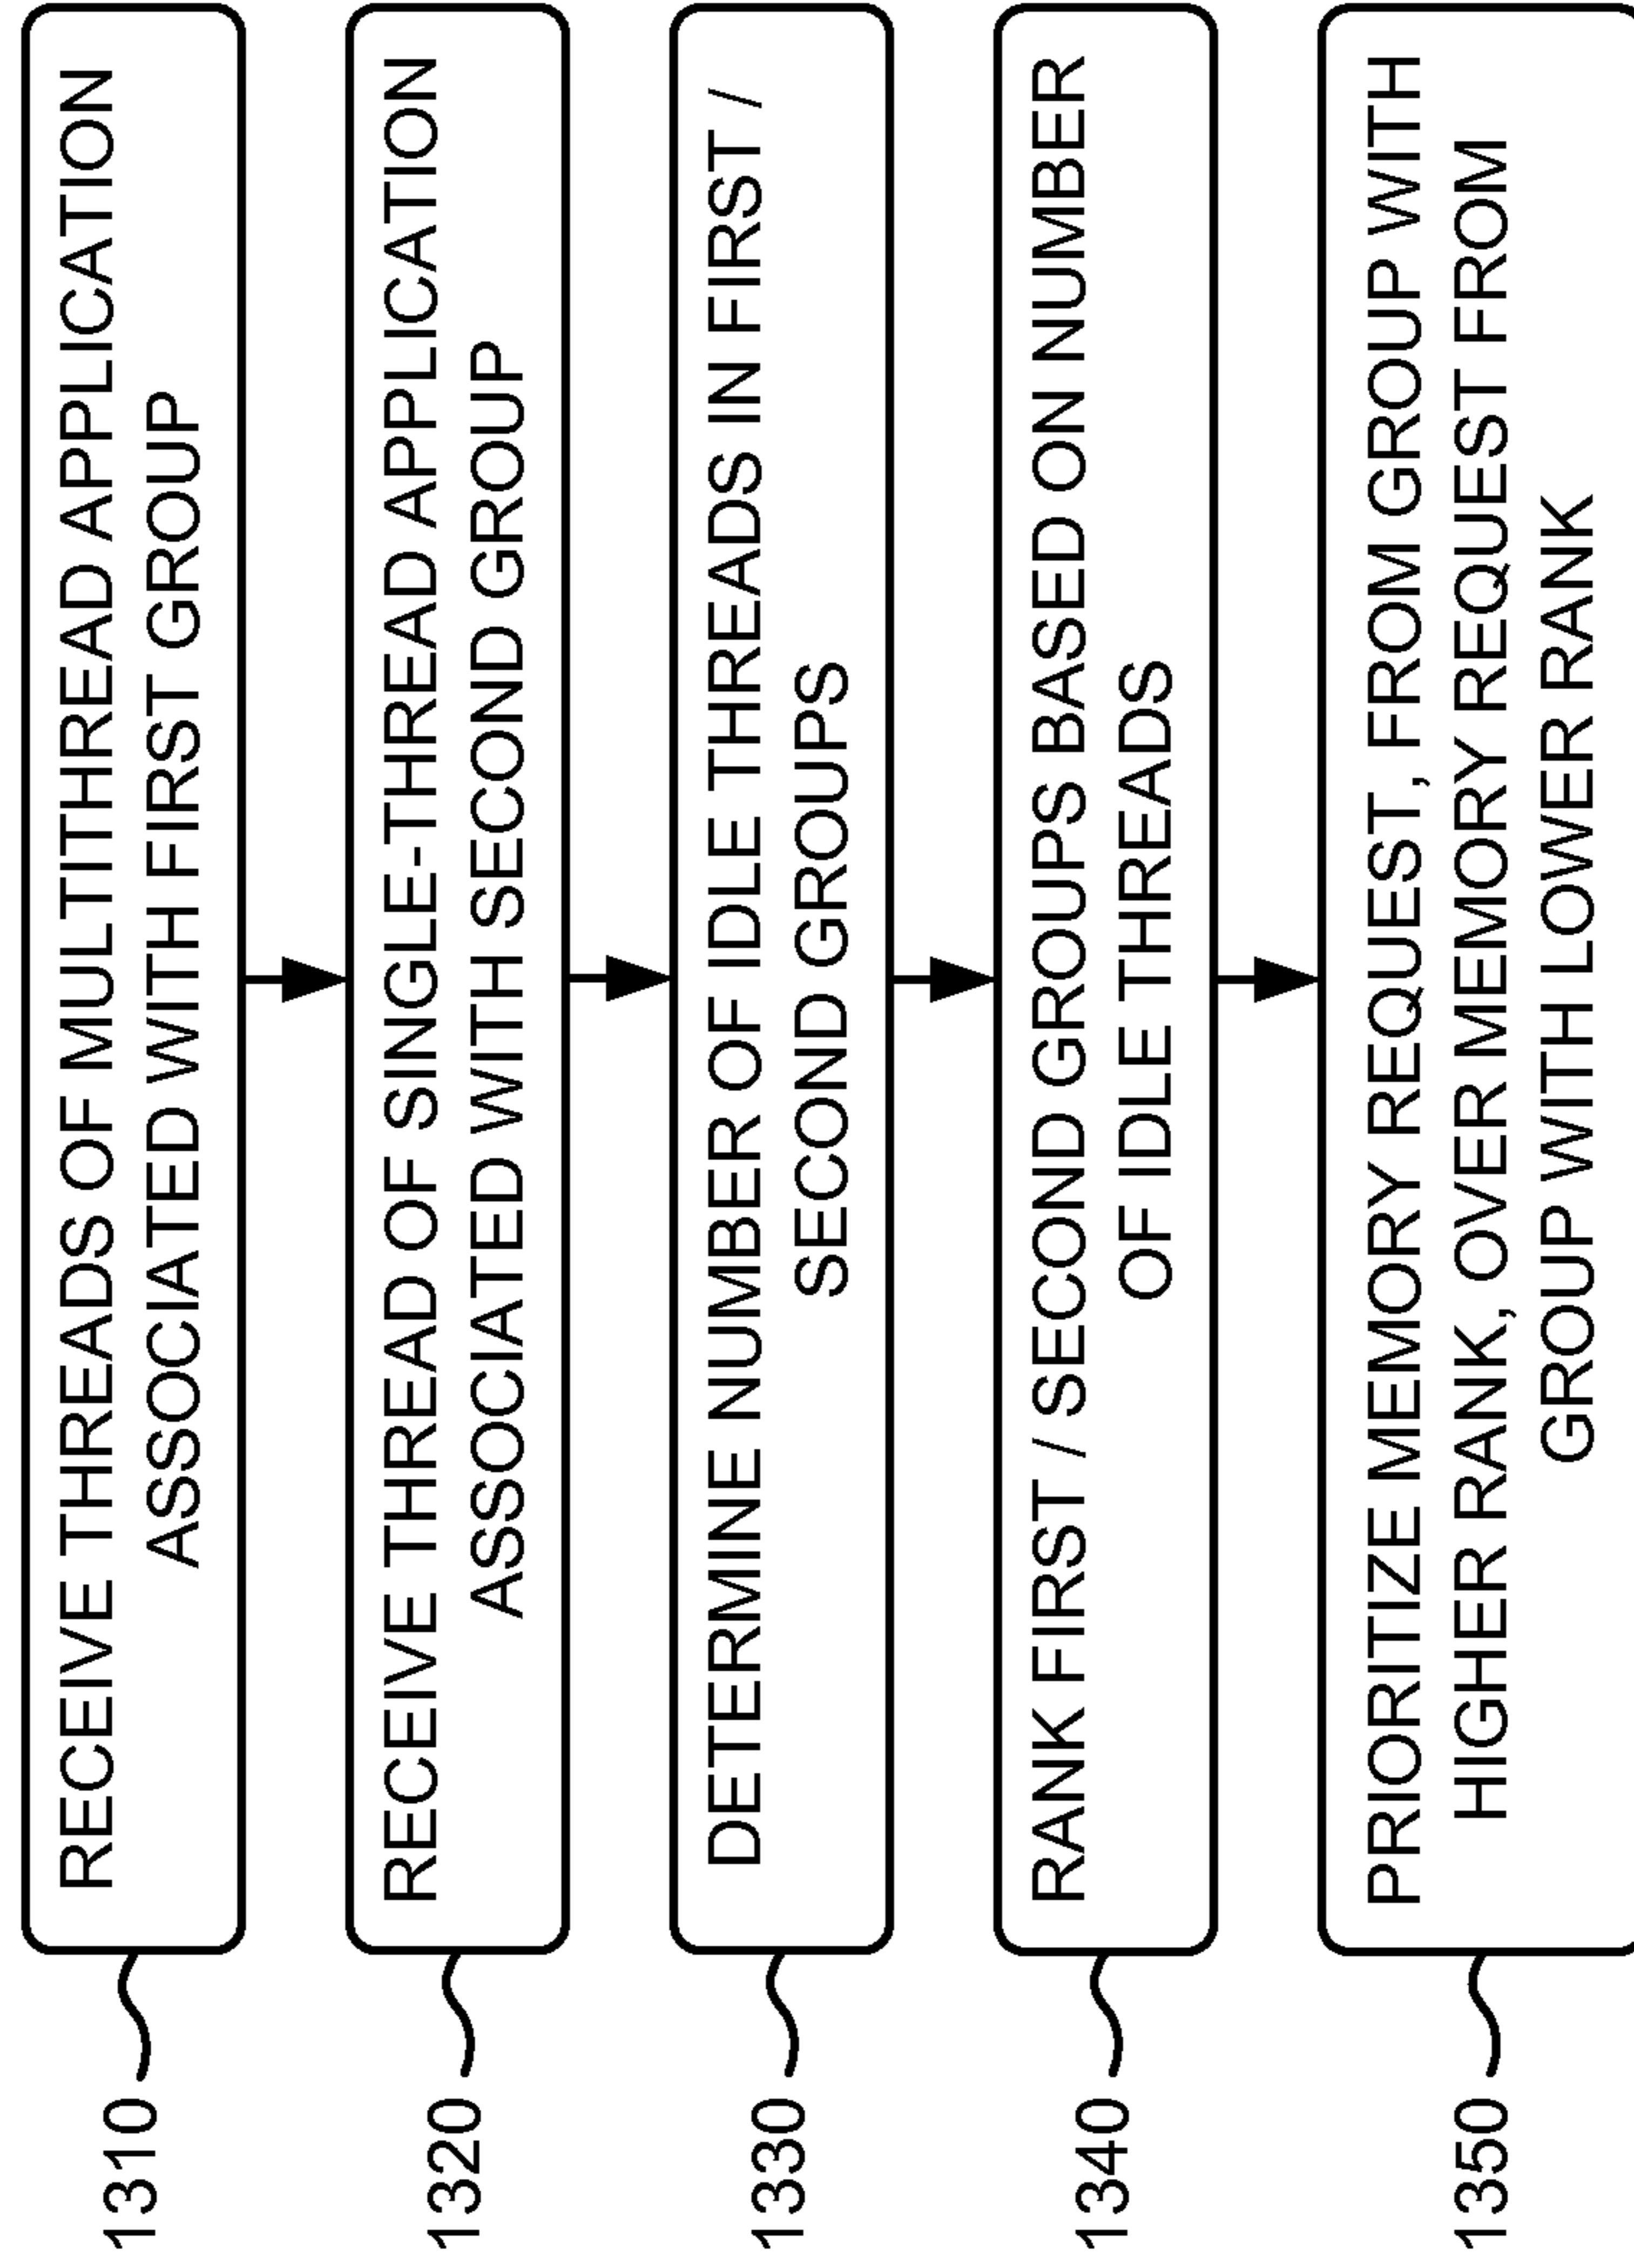 1310
RECEIVE THREADS OF MULTITHREAD APPLICATION
ASSOCIATED WITH FIRST GROUP
1320
RECEIVE THREAD OF SINGLE-THREAD APPLICATION
ASSOCIATED WITH SECOND GROUP
1330
DETERMINE NUMBER OF IDLE THREADS IN FIRST /
SECOND GROUPS
1340
RANK FIRST / SECOND GROUPS BASED ON NUMBER
OF IDLE THREADS
1350
PRIORITIZE MEMORY REQUEST, FROM GROUP WITH
HIGHER RANK, OVER MEMORY REQUEST FROM
GROUP WITH LOWER RANK